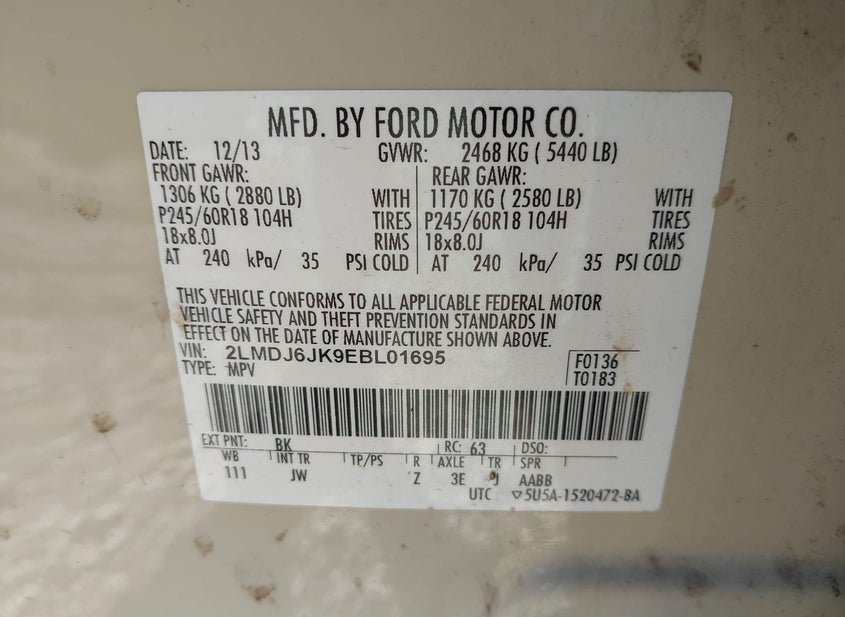 MFD. BY FORD MOTOR CO.
DATE: 12/13 GVWR: 2468 KG ( 5440 LB)
FRONT GAWR: REAR GAWR:
1306 KG ( 2880 LB) WITH 1170 KG ( 2580 LB) WITH
P245/60R18 104H TIRES P245/60R18 104H TIRES
18x8.0J RIMS 18x8.0J RIMS
AT 240 kPa/ 35 PSI COLD AT 240 kPa/ 35 PSI COLD
THIS VEHICLE CONFORMS TO ALL APPLICABLE FEDERAL MOTOR
VEHICLE SAFETY AND THEFT PREVENTION STANDARDS IN
EFFECT ON THE DATE OF MANUFACTURE SHOWN ABOVE.
VIN: 2LMDJ6JK9EBL01695 F0136
TYPE: MPV T0183
EXT PNT: BK RC: 63 DSO:
WB INT TR TP/PS R AXLE TR SPR
111 JW Z 3E J AABB
UTC ▽5U5A-1520472-BA